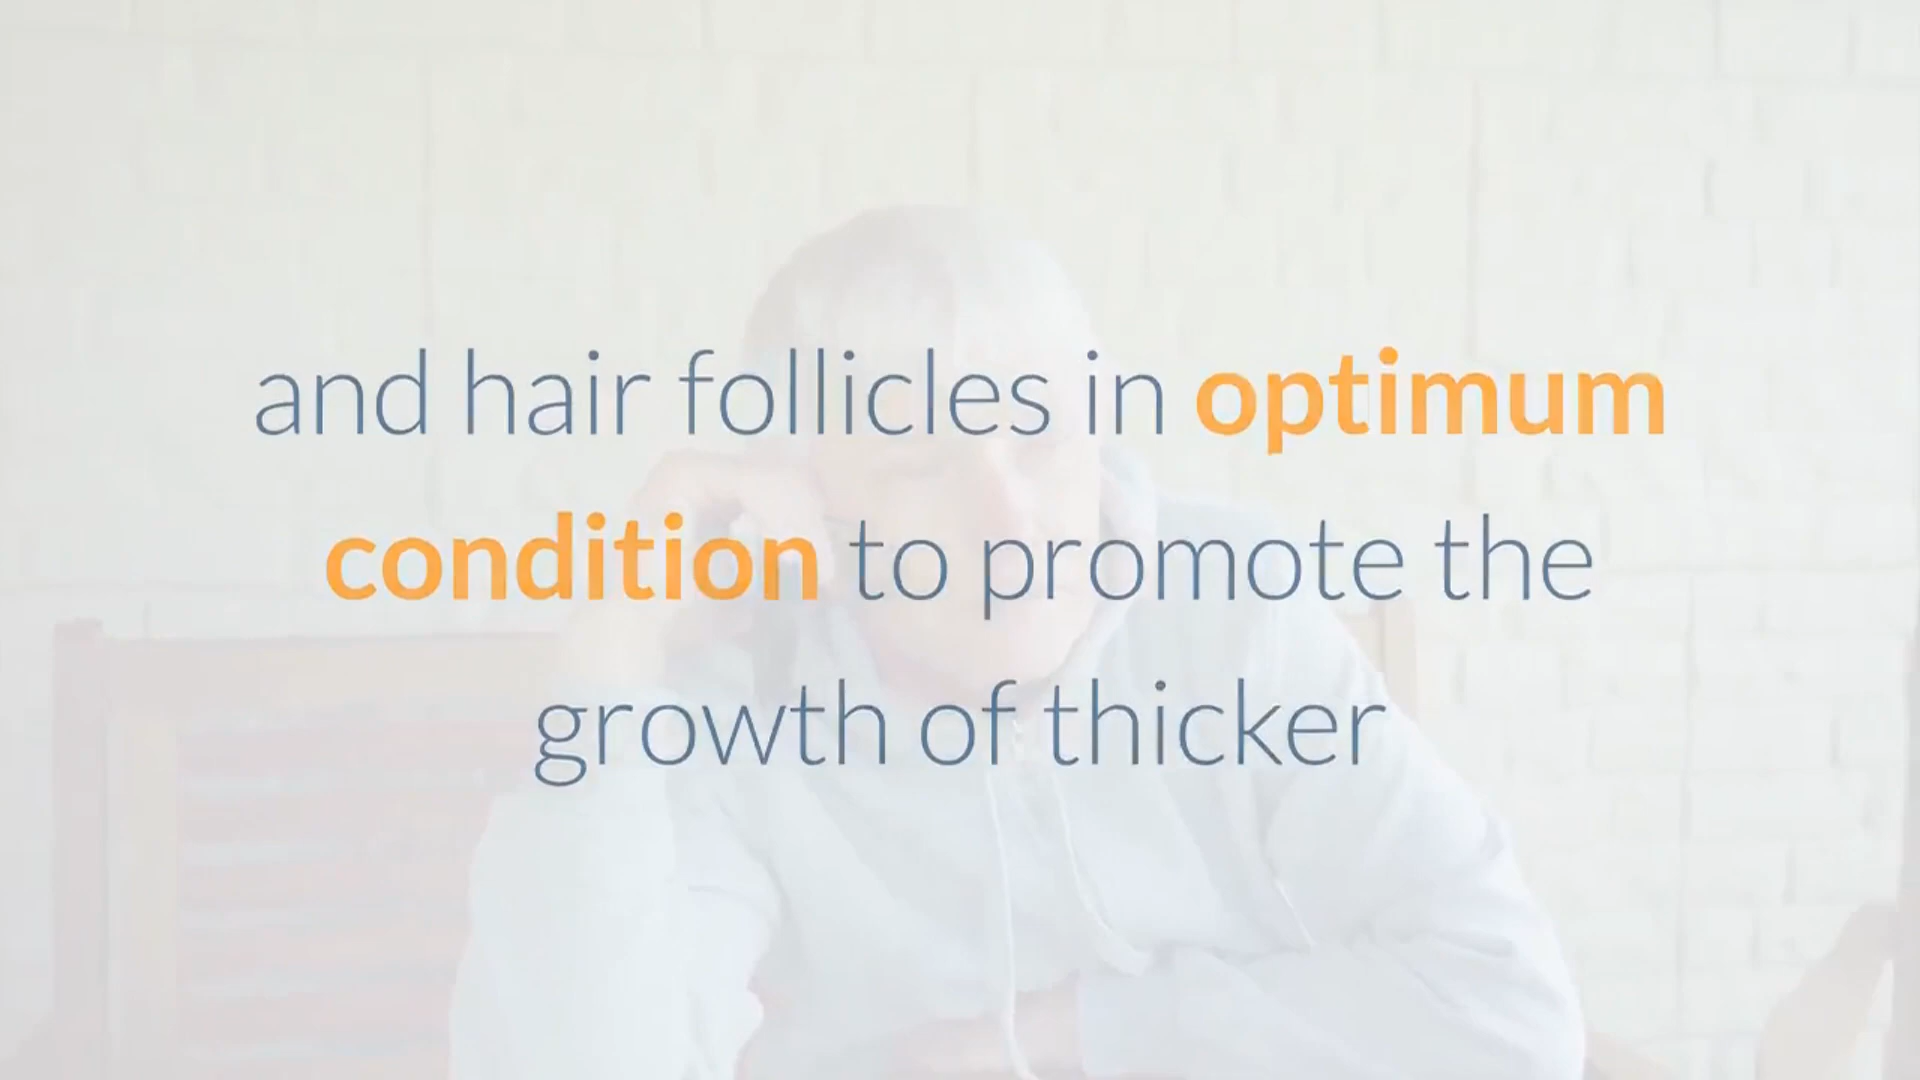 and hair follicles in optimum
condition to promote the
growth of thicker